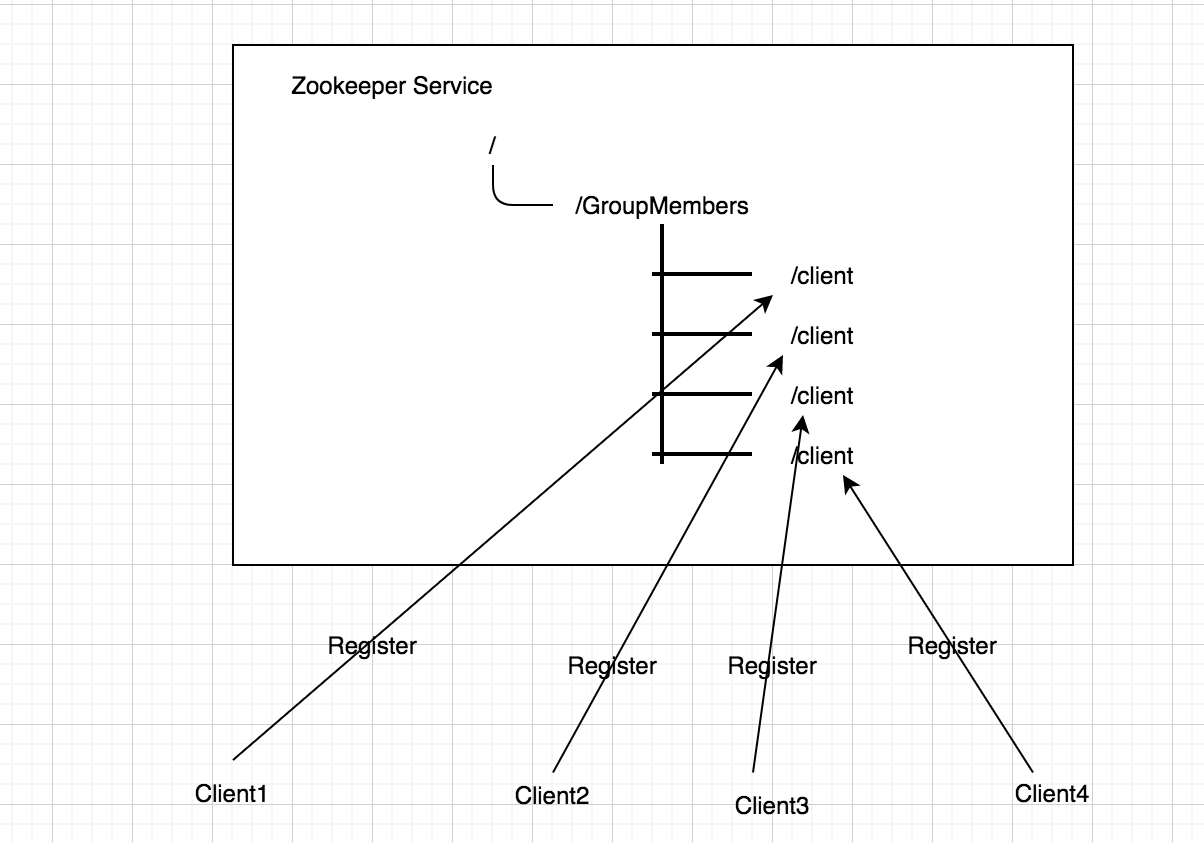 Zookeeper Service
/
/GroupMembers
/client
/client
/client
/client
Register
Register
Register
Register
Client1
Client2
Client3
Client4